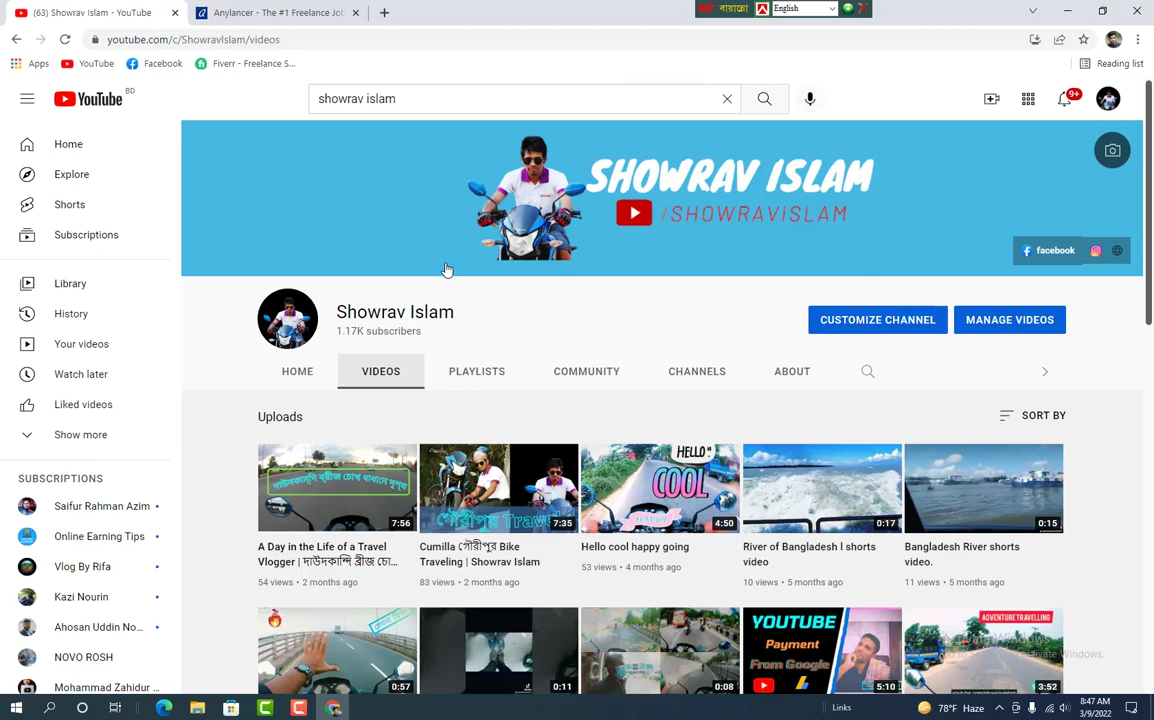 (63) Showrav Islam - YouTube
Anylancer - The #1 Freelance Job
বায়ান্নো
English
youtube.com/c/ShowravIslam/videos
Apps
YouTube
Facebook
Fiverr - Freelance S...
Reading list
YouTube BD
showrav islam
9+
Home
Explore
Shorts
Subscriptions
Library
History
Your videos
Watch later
Liked videos
Show more
SUBSCRIPTIONS
Saifur Rahman Azim
Online Earning Tips
Vlog By Rifa
Kazi Nourin
Ahosan Uddin No...
NOVO ROSH
Mohammad Zahidur ...
SHOWRAV ISLAM
/SHOWRAVISLAM
facebook
Showrav Islam
1.17K subscribers
CUSTOMIZE CHANNEL
MANAGE VIDEOS
HOME
VIDEOS
PLAYLISTS
COMMUNITY
CHANNELS
ABOUT
Uploads
SORT BY
দাউদকান্দি ব্রীজ চোখ ধাধানো দৃশ্য
7:56
A Day in the Life of a Travel
Vlogger | দাউদকান্দি ব্রীজ চো...
54 views • 2 months ago
গৌরীপুর Travel
7:35
Cumilla গৌরীপুর Bike
Traveling | Showrav Islam
83 views • 2 months ago
HELLO!!
COOL
HAPPY
4:50
Hello cool happy going
53 views • 4 months ago
0:17
River of Bangladesh l shorts
video
10 views • 5 months ago
0:15
Bangladesh River shorts
video.
11 views • 5 months ago
0:57
0:11
0:08
YOUTUBE
Payment
From Google
5:10
ADVENTURE TRAVELLING
3:52
Activate Windows
Links
78°F Haze
8:47 AM
3/9/2022